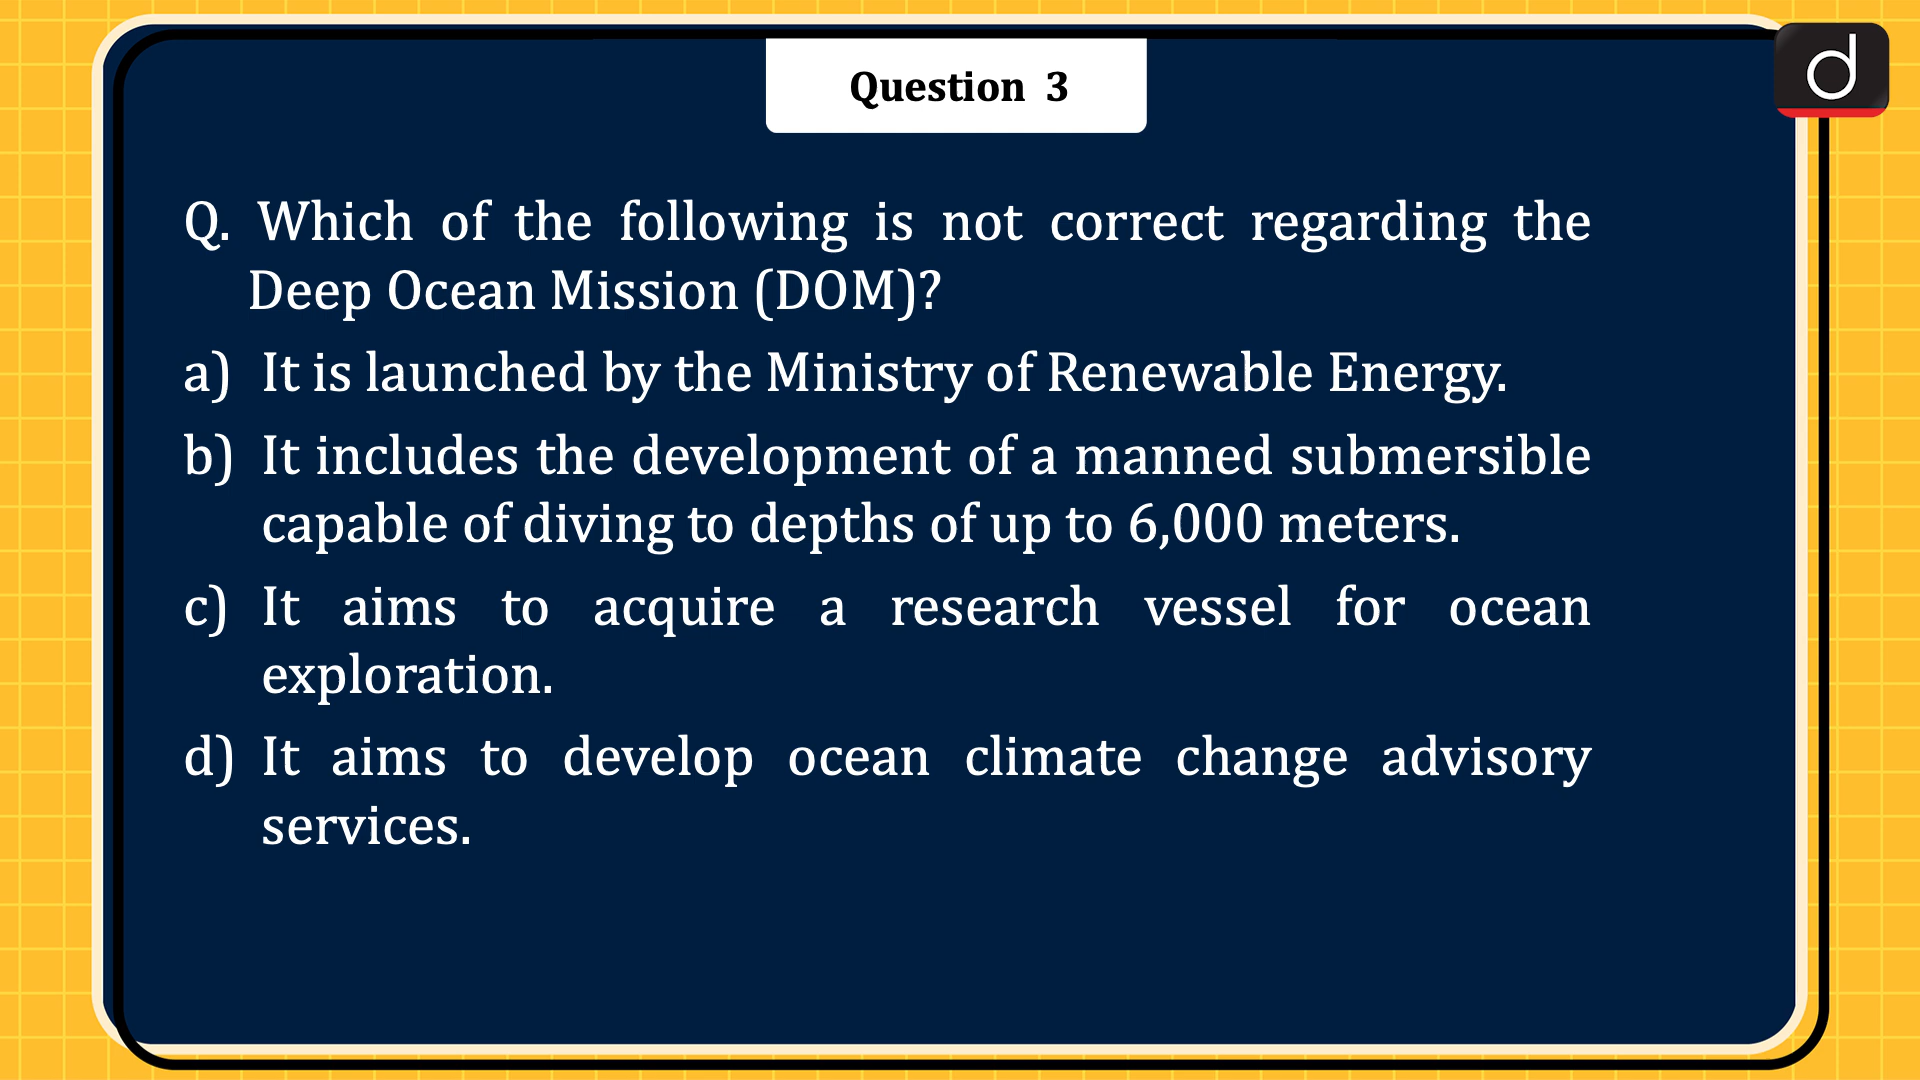 Question 3
d
Q. Which of the following is not correct regarding the
Deep Ocean Mission (DOM)?
a) It is launched by the Ministry of Renewable Energy.
b) It includes the development of a manned submersible
capable of diving to depths of up to 6,000 meters.
c) It aims to acquire a research vessel for ocean
exploration.
d) It aims to develop ocean climate change advisory
services.